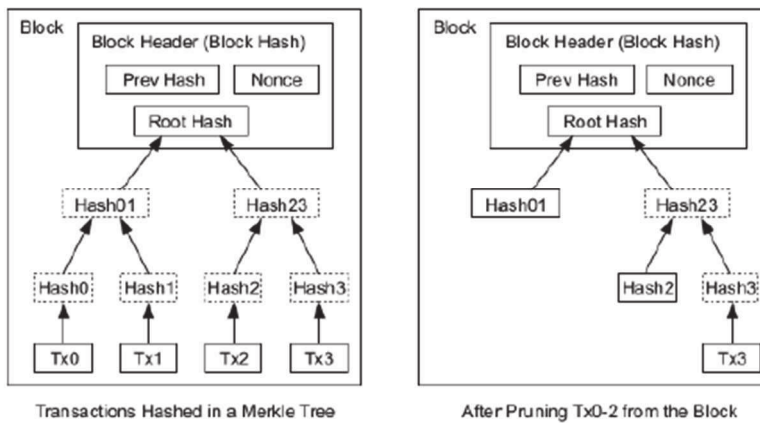 Block
Block Header (Block Hash)
Prev Hash
Nonce
Root Hash
Hash01
Hash23
Hash0
Hash1
Hash2
Hash3
Tx0
Tx1
Tx2
Tx3
Transactions Hashed in a Merkle Tree
Block
Block Header (Block Hash)
Prev Hash
Nonce
Root Hash
Hash01
Hash23
Hash2
Hash3
Tx3
After Pruning Tx0-2 from the Block